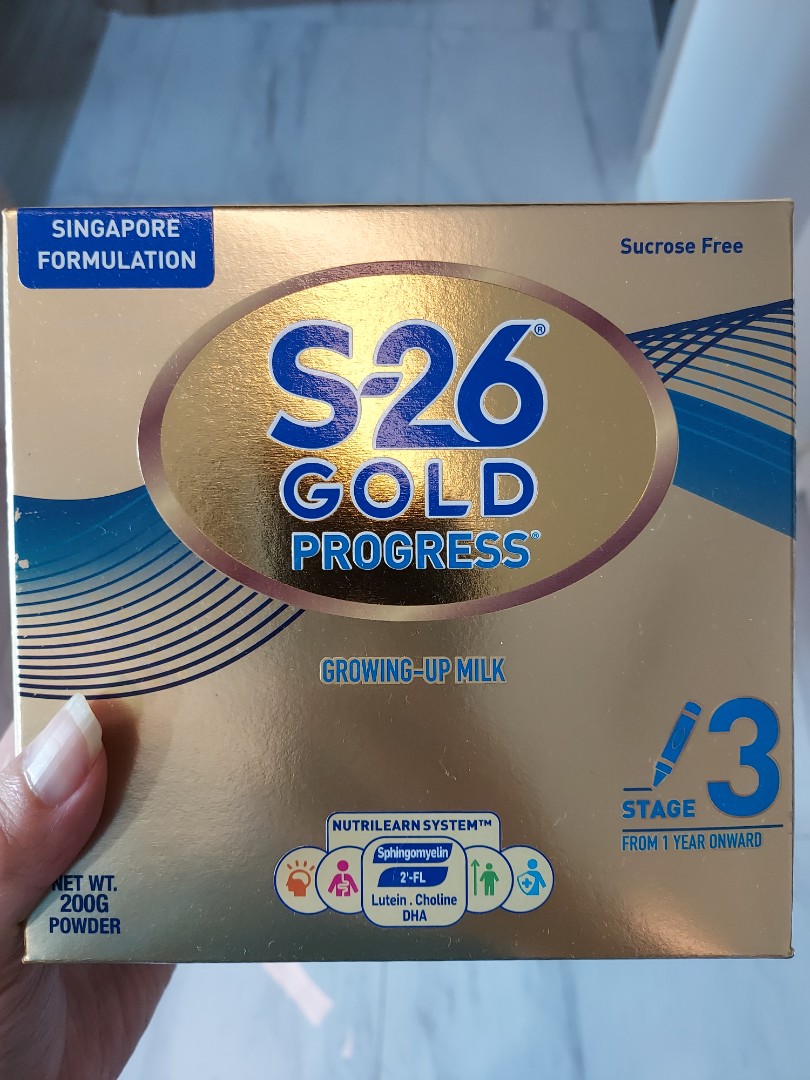 SINGAPORE
FORMULATION
Sucrose Free
S-26®
GOLD
PROGRESS®
GROWING-UP MILK
3
STAGE
FROM 1 YEAR ONWARD
NUTRILEARN SYSTEM™
Sphingomyelin
2'-FL
Lutein . Choline
DHA
NET WT.
200G
POWDER